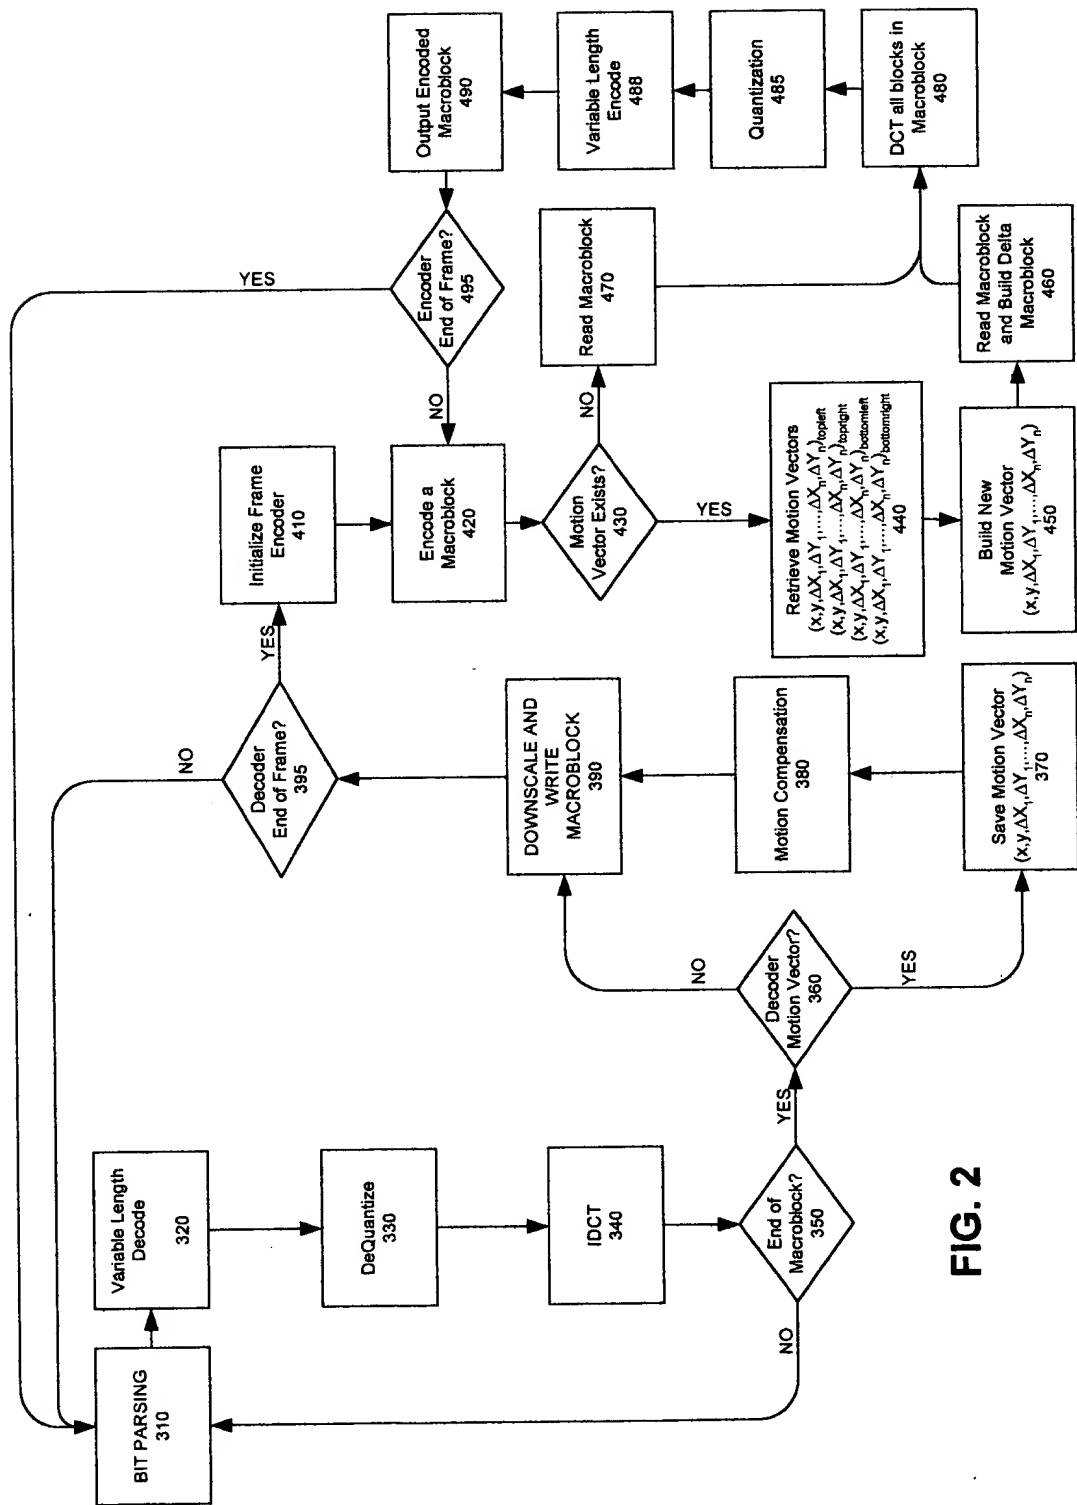 BIT PARSING
310
Variable Length
Decode
320
DeQuantize
330
IDCT
340
End of
Macroblock?
350
NO
YES
Decoder
Motion Vector?
360
NO
YES
Save Motion Vector
(x,y,ΔX1,ΔY1,...,ΔXn,ΔYn)
370
Motion Compensation
380
DOWNSCALE AND
WRITE
MACROBLOCK
390
Decoder
End of Frame?
395
NO
YES
Initialize Frame
Encoder
410
Encode a
Macroblock
420
Motion
Vector Exists?
430
NO
YES
Retrieve Motion Vectors
(x,y,ΔX1,ΔY1,...,ΔXn,ΔYn)topleft
(x,y,ΔX1,ΔY1,...,ΔXn,ΔYn)topright
(x,y,ΔX1,ΔY1,...,ΔXn,ΔYn)bottomleft
(x,y,ΔX1,ΔY1,...,ΔXn,ΔYn)bottomright
440
Build New
Motion Vector
(x,y,ΔX1,ΔY1,...,ΔXn,ΔYn)
450
Read Macroblock
and Build Delta
Macroblock
460
Read Macroblock
470
DCT all blocks in
Macroblock
480
Quantization
485
Variable Length
Encode
488
Output Encoded
Macroblock
490
Encoder
End of Frame?
495
YES
NO
FIG. 2